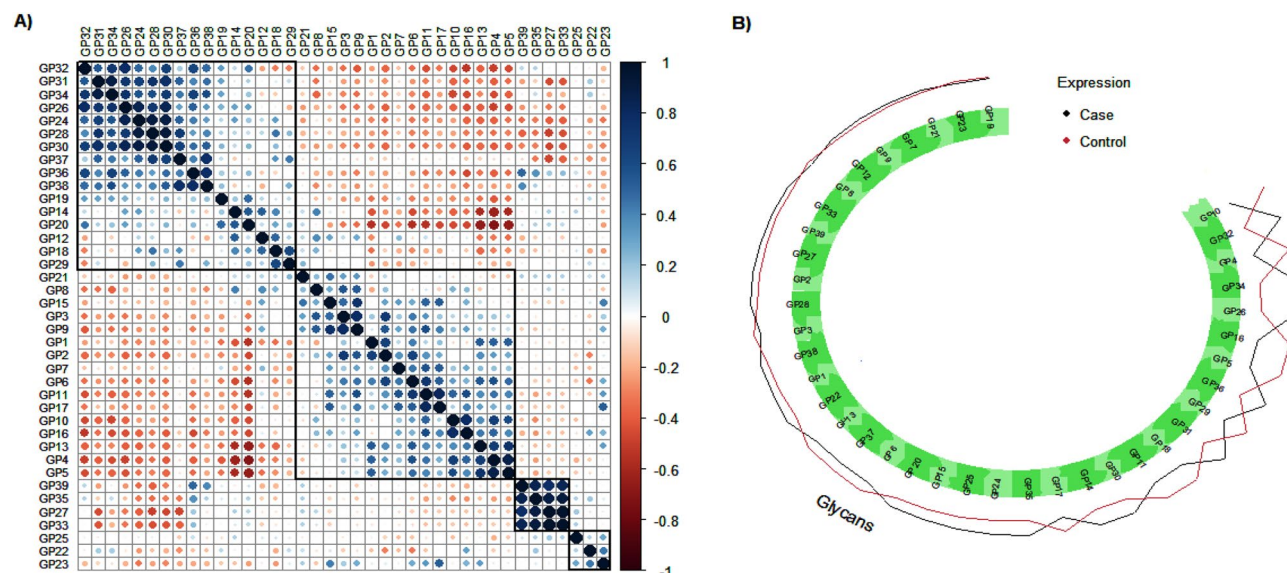 A)
GP32 GP31 GP34 GP26 GP24 GP28 GP30 GP37 GP36 GP38 GP19 GP14 GP20 GP12 GP18 GP29 GP21 GP8 GP15 GP3 GP9 GP1 GP2 GP7 GP6 GP11 GP17 GP10 GP16 GP13 GP4 GP5 GP39 GP35 GP27 GP33 GP25 GP22 GP23
GP32
GP31
GP34
GP26
GP24
GP28
GP30
GP37
GP36
GP38
GP19
GP14
GP20
GP12
GP18
GP29
GP21
GP8
GP15
GP3
GP9
GP1
GP2
GP7
GP6
GP11
GP17
GP10
GP16
GP13
GP4
GP5
GP39
GP35
GP27
GP33
GP25
GP22
GP23
1
0.8
0.6
0.4
0.2
0
-0.2
-0.4
-0.6
-0.8
-1
B)
Expression
Case
Control
GP19
GP23
GP21
GP7
GP9
GP12
GP8
GP33
GP39
GP27
GP2
GP28
GP3
GP38
GP1
GP22
GP13
GP37
GP6
GP20
GP15
GP25
GP24
GP35
GP17
GP14
GP30
GP11
GP18
GP31
GP29
GP36
GP5
GP16
GP26
GP34
GP4
GP32
GP10
Glycans